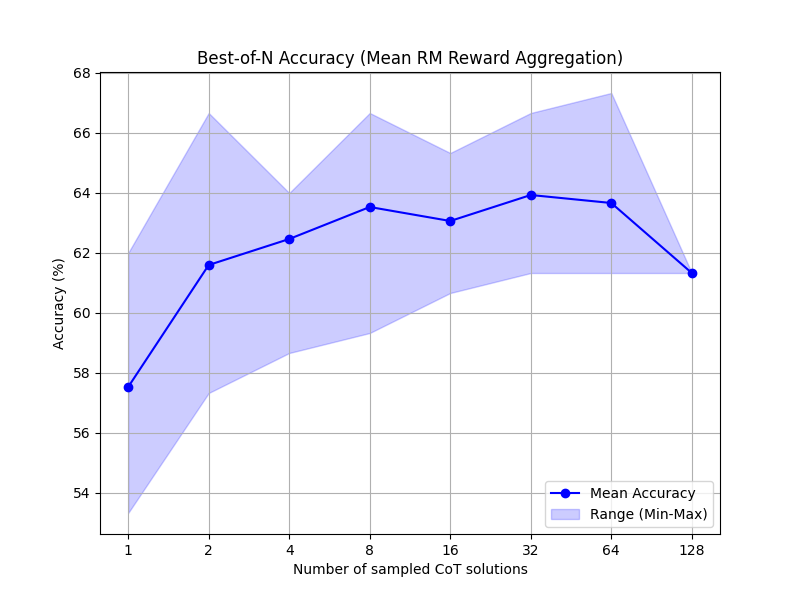 Best-of-N Accuracy (Mean RM Reward Aggregation)
Accuracy (%)
68
66
64
62
60
58
56
54
1 2 4 8 16 32 64 128
Number of sampled CoT solutions
Mean Accuracy
Range (Min-Max)